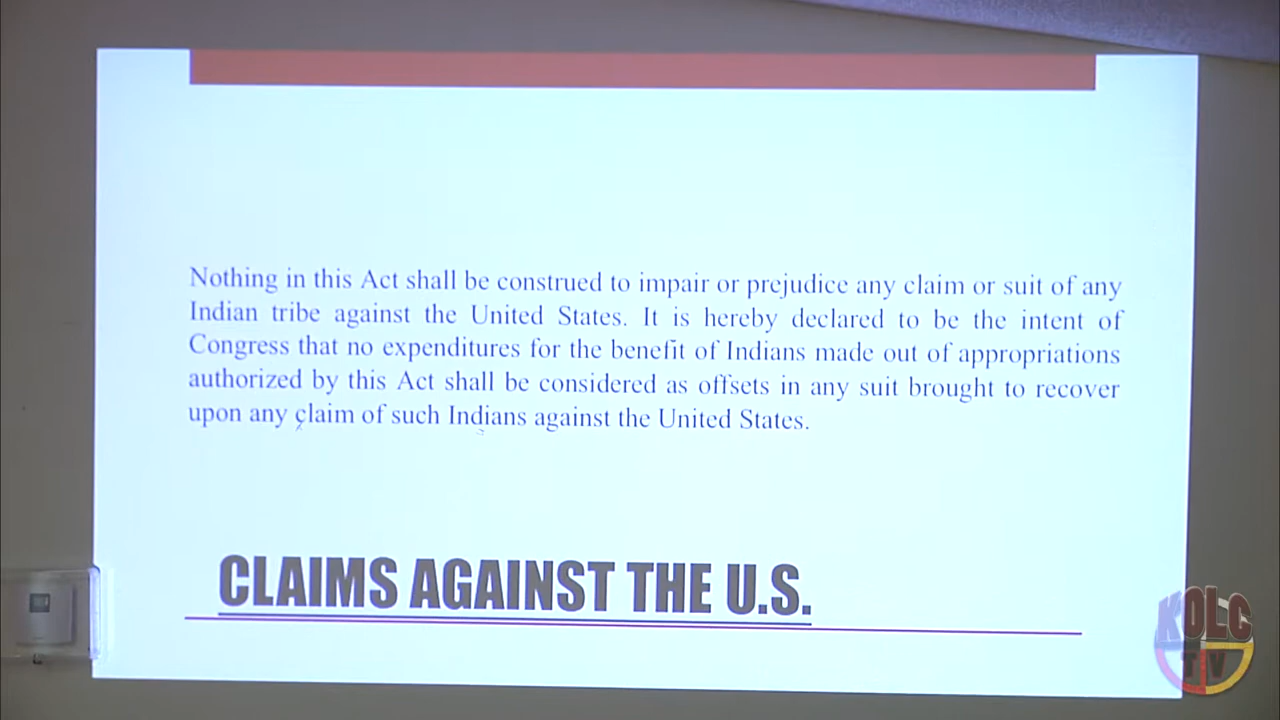 Nothing in this Act shall be construed to impair or prejudice any claim or suit of any
Indian tribe against the United States. It is hereby declared to be the intent of
Congress that no expenditures for the benefit of Indians made out of appropriations
authorized by this Act shall be considered as offsets in any suit brought to recover
upon any claim of such Indians against the United States.
CLAIMS AGAINST THE U.S.
KOLC
TV